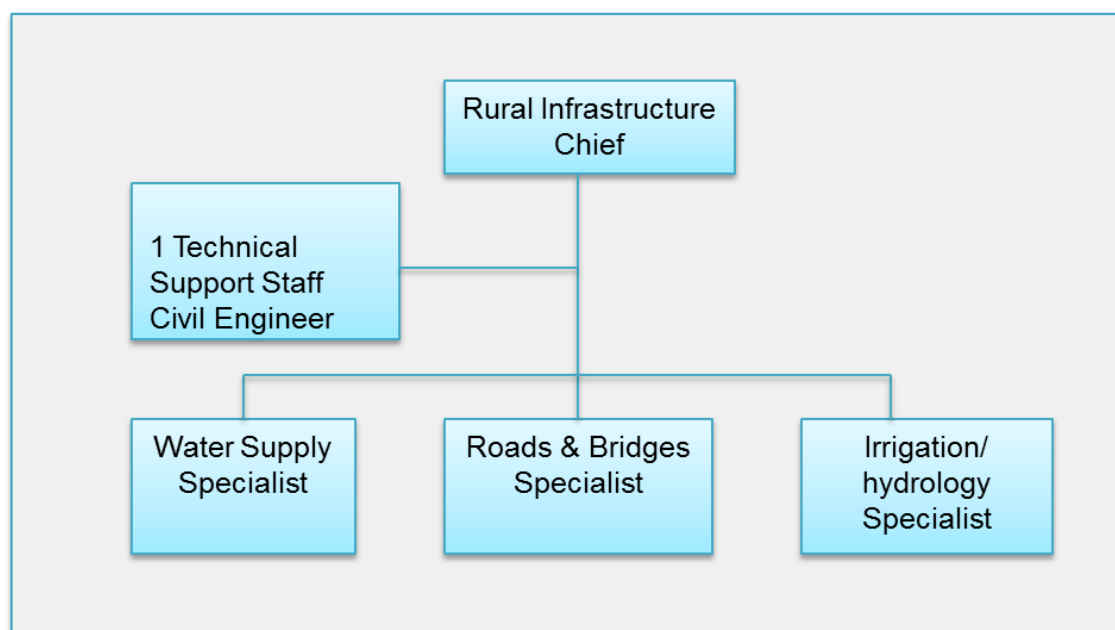 Rural Infrastructure
Chief
1 Technical
Support Staff
Civil Engineer
Water Supply
Specialist
Roads & Bridges
Specialist
Irrigation/
hydrology
Specialist